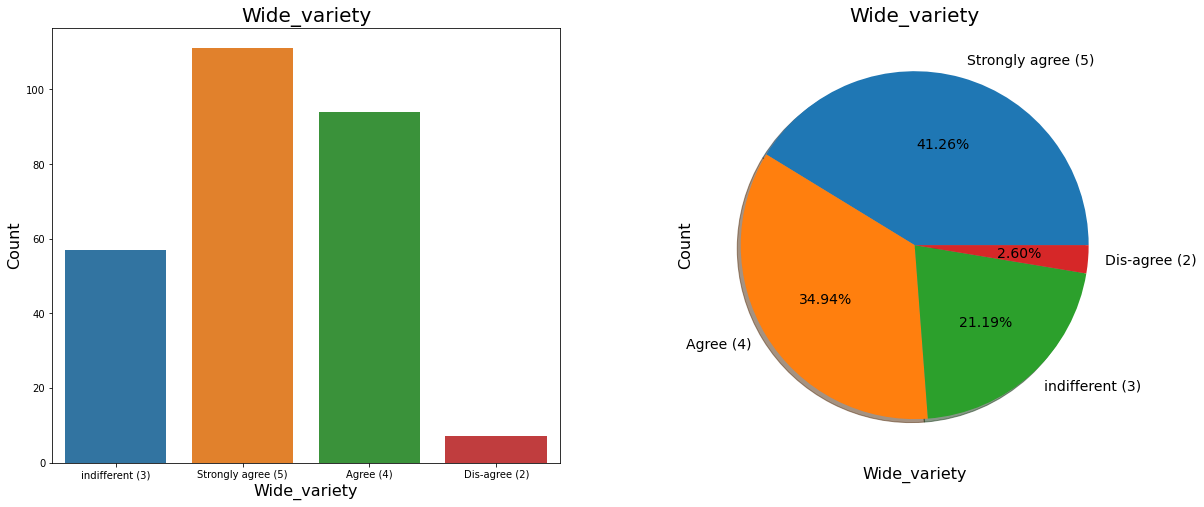 Wide_variety
Count
100
80
60
40
20
0
indifferent (3)
Strongly agree (5)
Agree (4)
Dis-agree (2)
Wide_variety
Wide_variety
Strongly agree (5)
41.26%
Count
2.60%
Dis-agree (2)
34.94%
21.19%
Agree (4)
indifferent (3)
Wide_variety